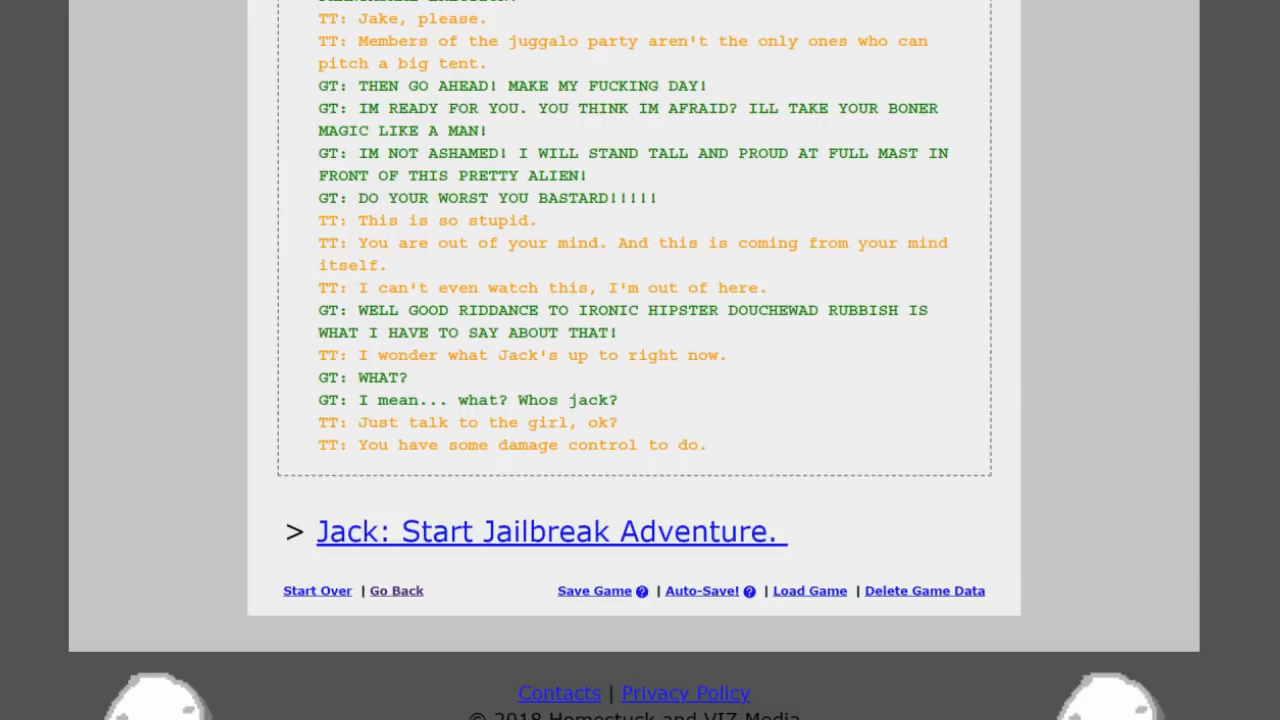 TT: Jake, please.
TT: Members of the juggalo party aren't the only ones who can
pitch a big tent.
GT: THEN GO AHEAD! MAKE MY FUCKING DAY!
GT: IM READY FOR YOU. YOU THINK IM AFRAID? ILL TAKE YOUR BONER
MAGIC LIKE A MAN!
GT: IM NOT ASHAMED! I WILL STAND TALL AND PROUD AT FULL MAST IN
FRONT OF THIS PRETTY ALIEN!
GT: DO YOUR WORST YOU BASTARD!!!!!
TT: This is so stupid.
TT: You are out of your mind. And this is coming from your mind
itself.
TT: I can't even watch this, I'm out of here.
GT: WELL GOOD RIDDANCE TO IRONIC HIPSTER DOUCHEWAD RUBBISH IS
WHAT I HAVE TO SAY ABOUT THAT!
TT: I wonder what Jack's up to right now.
GT: WHAT?
GT: I mean... what? Whos jack?
TT: Just talk to the girl, ok?
TT: You have some damage control to do.
> Jack: Start Jailbreak Adventure.
Start Over | Go Back Save Game ? | Auto-Save! ? | Load Game | Delete Game Data
Contacts | Privacy Policy
© 2018 Homestuck and VIZ Media